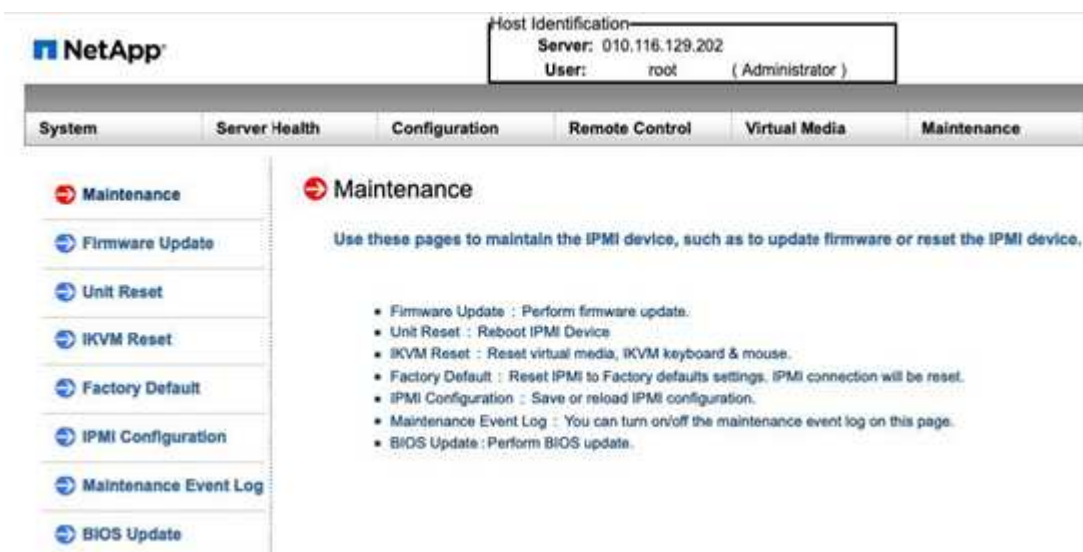 Host Identification
NetApp
Server: 010.116.129.202
User: root ( Administrator )
System Server Health Configuration Remote Control Virtual Media Maintenance
Maintenance
Firmware Update
Unit Reset
IKVM Reset
Factory Default
IPMI Configuration
Maintenance Event Log
BIOS Update
Maintenance
Use these pages to maintain the IPMI device, such as to update firmware or reset the IPMI device.
• Firmware Update : Perform firmware update.
• Unit Reset : Reboot IPMI Device
• IKVM Reset : Reset virtual media, IKVM keyboard & mouse.
• Factory Default : Reset IPMI to Factory defaults settings. IPMI connection will be reset.
• IPMI Configuration : Save or reload IPMI configuration.
• Maintenance Event Log : You can turn on/off the maintenance event log on this page.
• BIOS Update : Perform BIOS update.